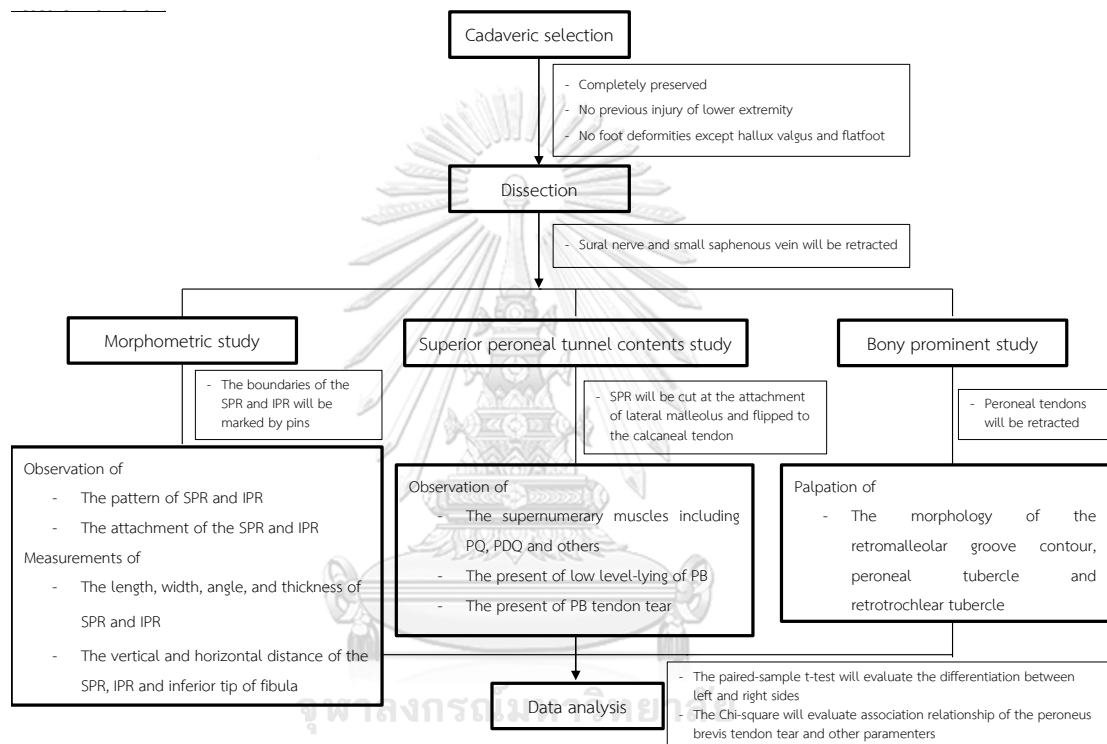 Cadaveric selection
- Completely preserved
- No previous injury of lower extremity
- No foot deformities except hallux valgus and flatfoot
Dissection
- Sural nerve and small saphenous vein will be retracted
Morphometric study
- The boundaries of the
SPR and IPR will be
marked by pins
Observation of
- The pattern of SPR and IPR
- The attachment of the SPR and IPR
Measurements of
- The length, width, angle, and thickness of
SPR and IPR
- The vertical and horizontal distance of the
SPR, IPR and inferior tip of fibula
Superior peroneal tunnel contents study
- SPR will be cut at the attachment
of lateral malleolus and flipped to
the calcaneal tendon
Observation of
- The supernumerary muscles including
PQ, PDQ and others
- The present of low level-lying of PB
- The present of PB tendon tear
Bony prominent study
- Peroneal tendons
will be retracted
Palpation of
- The morphology of the
retromalleolar groove contour,
peroneal tubercle and
retrotrochlear tubercle
Data analysis
- The paired-sample t-test will evaluate the differentiation between
left and right sides
- The Chi-square will evaluate association relationship of the peroneus
brevis tendon tear and other paramenters
จุฬาลงกรณ์มหาวิทยาลัย